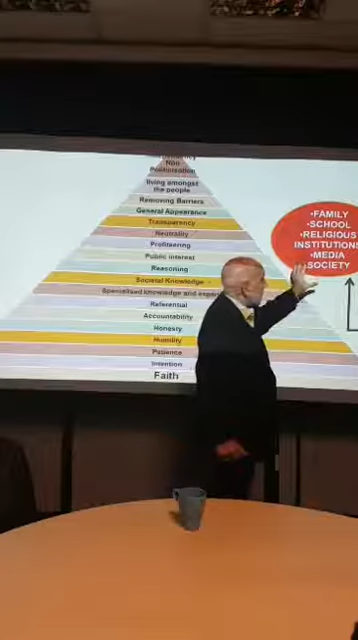 Non
Politicisation
living amongst
the people
Removing Barriers
General Appearance
Transparency
Neutrality
Profiteering
Public interest
Reasoning
Societal Knowledge
Specialised knowledge and
Referential
Accountability
Honesty
Humility
Patience
Intention
Faith
•FAMILY
•SCHOOL
•RELIGIOUS
INSTITUTIONS
•MEDIA
SOCIETY